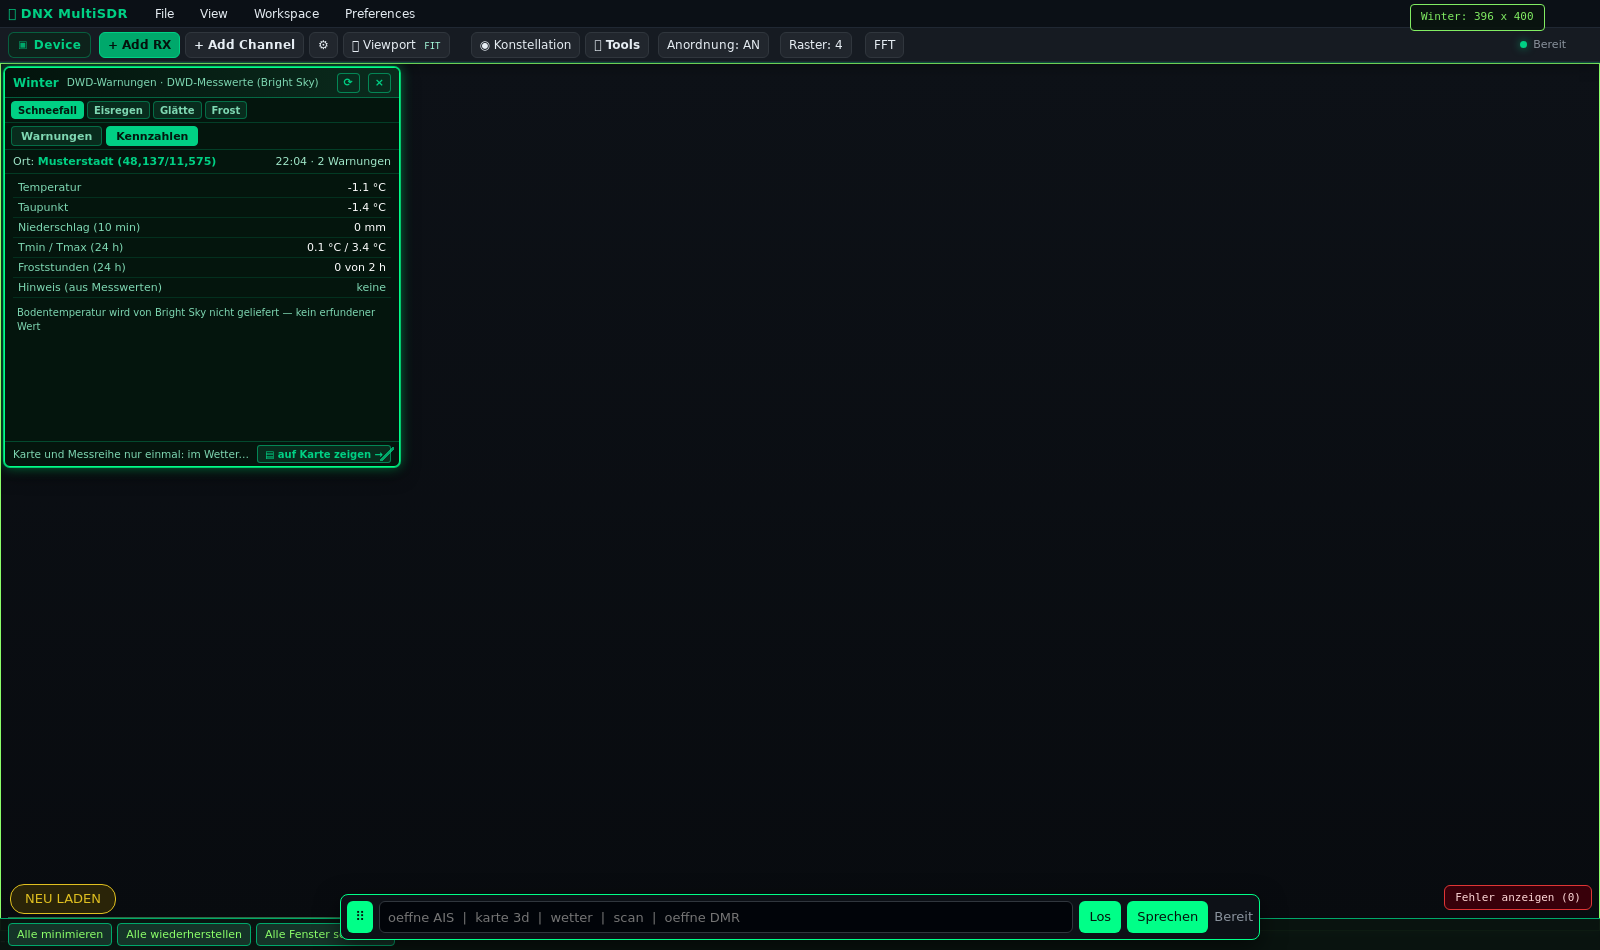 DNX MultiSDR File View Workspace Preferences
Winter: 396 x 400
Device + Add RX + Add Channel ⚙ Viewport FIT ◉ Konstellation Tools Anordnung: AN Raster: 4 FFT Bereit
Winter DWD-Warnungen · DWD-Messwerte (Bright Sky) ⟳ ×
Schneefall Eisregen Glätte Frost
Warnungen Kennzahlen
Ort: Musterstadt (48,137/11,575) 22:04 · 2 Warnungen
Temperatur -1.1 °C
Taupunkt -1.4 °C
Niederschlag (10 min) 0 mm
Tmin / Tmax (24 h) 0.1 °C / 3.4 °C
Froststunden (24 h) 0 von 2 h
Hinweis (aus Messwerten) keine
Bodentemperatur wird von Bright Sky nicht geliefert — kein erfundener
Wert
Karte und Messreihe nur einmal: im Wetter... ▤ auf Karte zeigen →
NEU LADEN
Fehler anzeigen (0)
⠿ oeffne AIS | karte 3d | wetter | scan | oeffne DMR Los Sprechen Bereit
Alle minimieren Alle wiederherstellen Alle Fenster